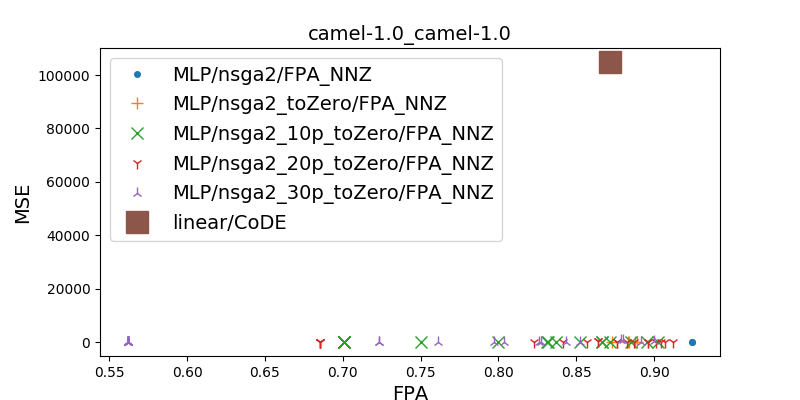 camel-1.0_camel-1.0
MSE
100000
80000
60000
40000
20000
0
MLP/nsga2/FPA_NNZ
MLP/nsga2_toZero/FPA_NNZ
MLP/nsga2_10p_toZero/FPA_NNZ
MLP/nsga2_20p_toZero/FPA_NNZ
MLP/nsga2_30p_toZero/FPA_NNZ
linear/CoDE
0.55 0.60 0.65 0.70 0.75 0.80 0.85 0.90
FPA